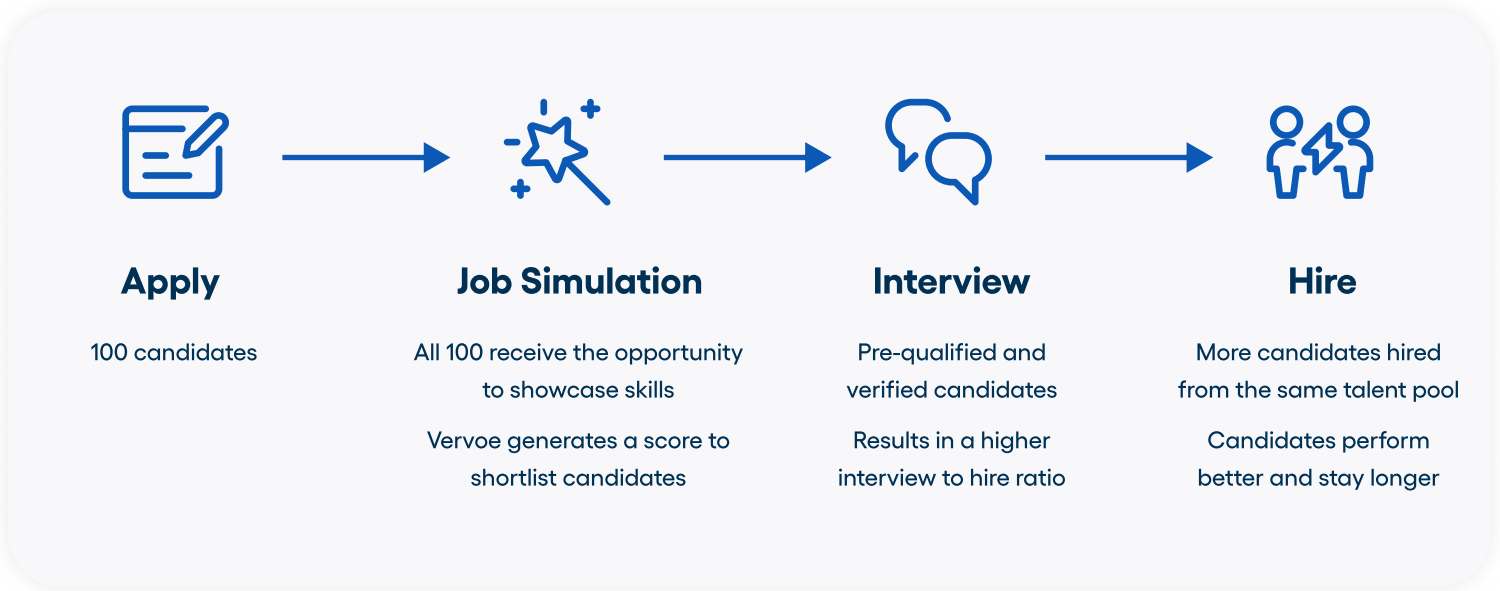 Apply
100 candidates
Job Simulation
All 100 receive the opportunity
to showcase skills
Vervoe generates a score to
shortlist candidates
Interview
Pre-qualified and
verified candidates
Results in a higher
interview to hire ratio
Hire
More candidates hired
from the same talent pool
Candidates perform
better and stay longer